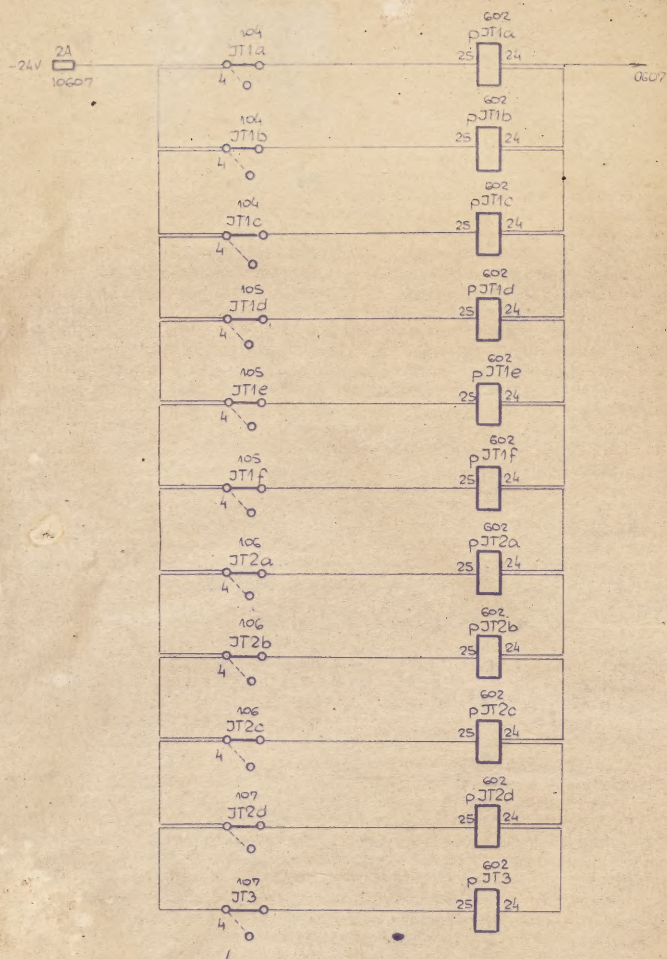 104
602
-24V 2A JT1a pJT1a
10607 4 25 24 0607
104
602
JT1b pJT1b
4 25 24
104
602
JT1c pJT1c
4 25 24
105
602
JT1d pJT1d
4 25 24
105
602
JT1e pJT1e
4 25 24
105
602
JT1f pJT1f
4 25 24
106
602
JT2a pJT2a
4 25 24
106
602
JT2b pJT2b
4 25 24
106
602
JT2c pJT2c
4 25 24
107
602
JT2d pJT2d
4 25 24
107
602
JT3 pJT3
4 25 24